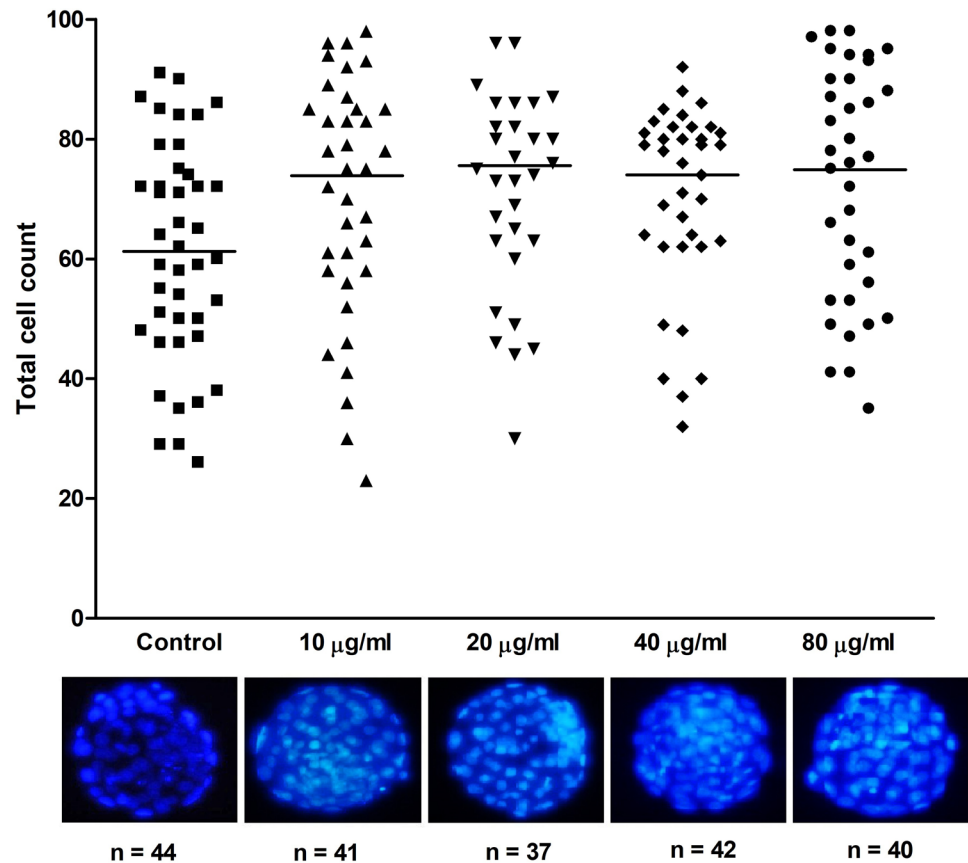 Total cell count
100
80
60
40
20
0
Control 10 μg/ml 20 μg/ml 40 μg/ml 80 μg/ml
n = 44 n = 41 n = 37 n = 42 n = 40